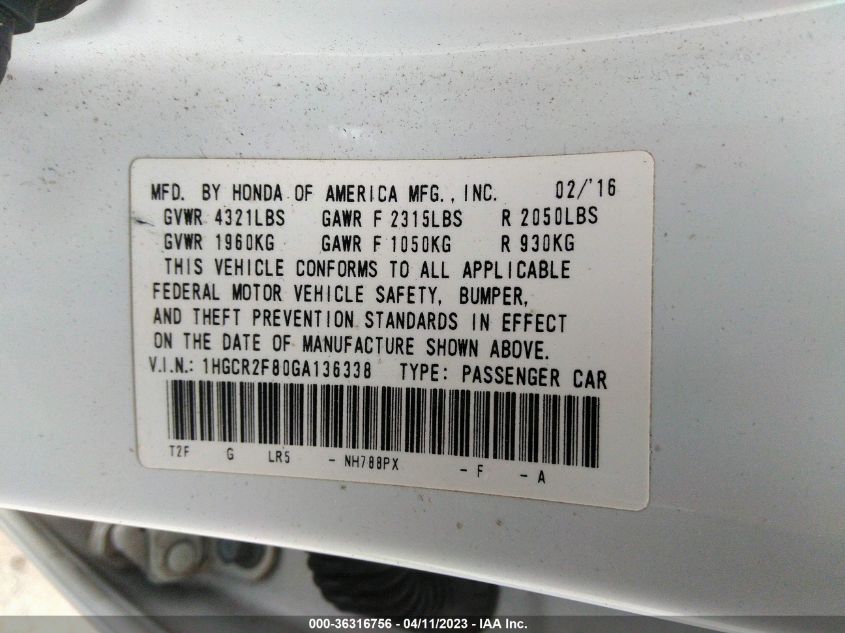 MFD. BY HONDA OF AMERICA MFG., INC. 02/'16
GVWR 4321LBS GAWR F 2315LBS R 2050LBS
GVWR 1960KG GAWR F 1050KG R 930KG
THIS VEHICLE CONFORMS TO ALL APPLICABLE
FEDERAL MOTOR VEHICLE SAFETY, BUMPER,
AND THEFT PREVENTION STANDARDS IN EFFECT
ON THE DATE OF MANUFACTURE SHOWN ABOVE.
V.I.N.: 1HGCR2F80GA136338 TYPE: PASSENGER CAR
T2F G LR5 - NH788PX - F - A
000-36316756 - 04/11/2023 - IAA Inc.